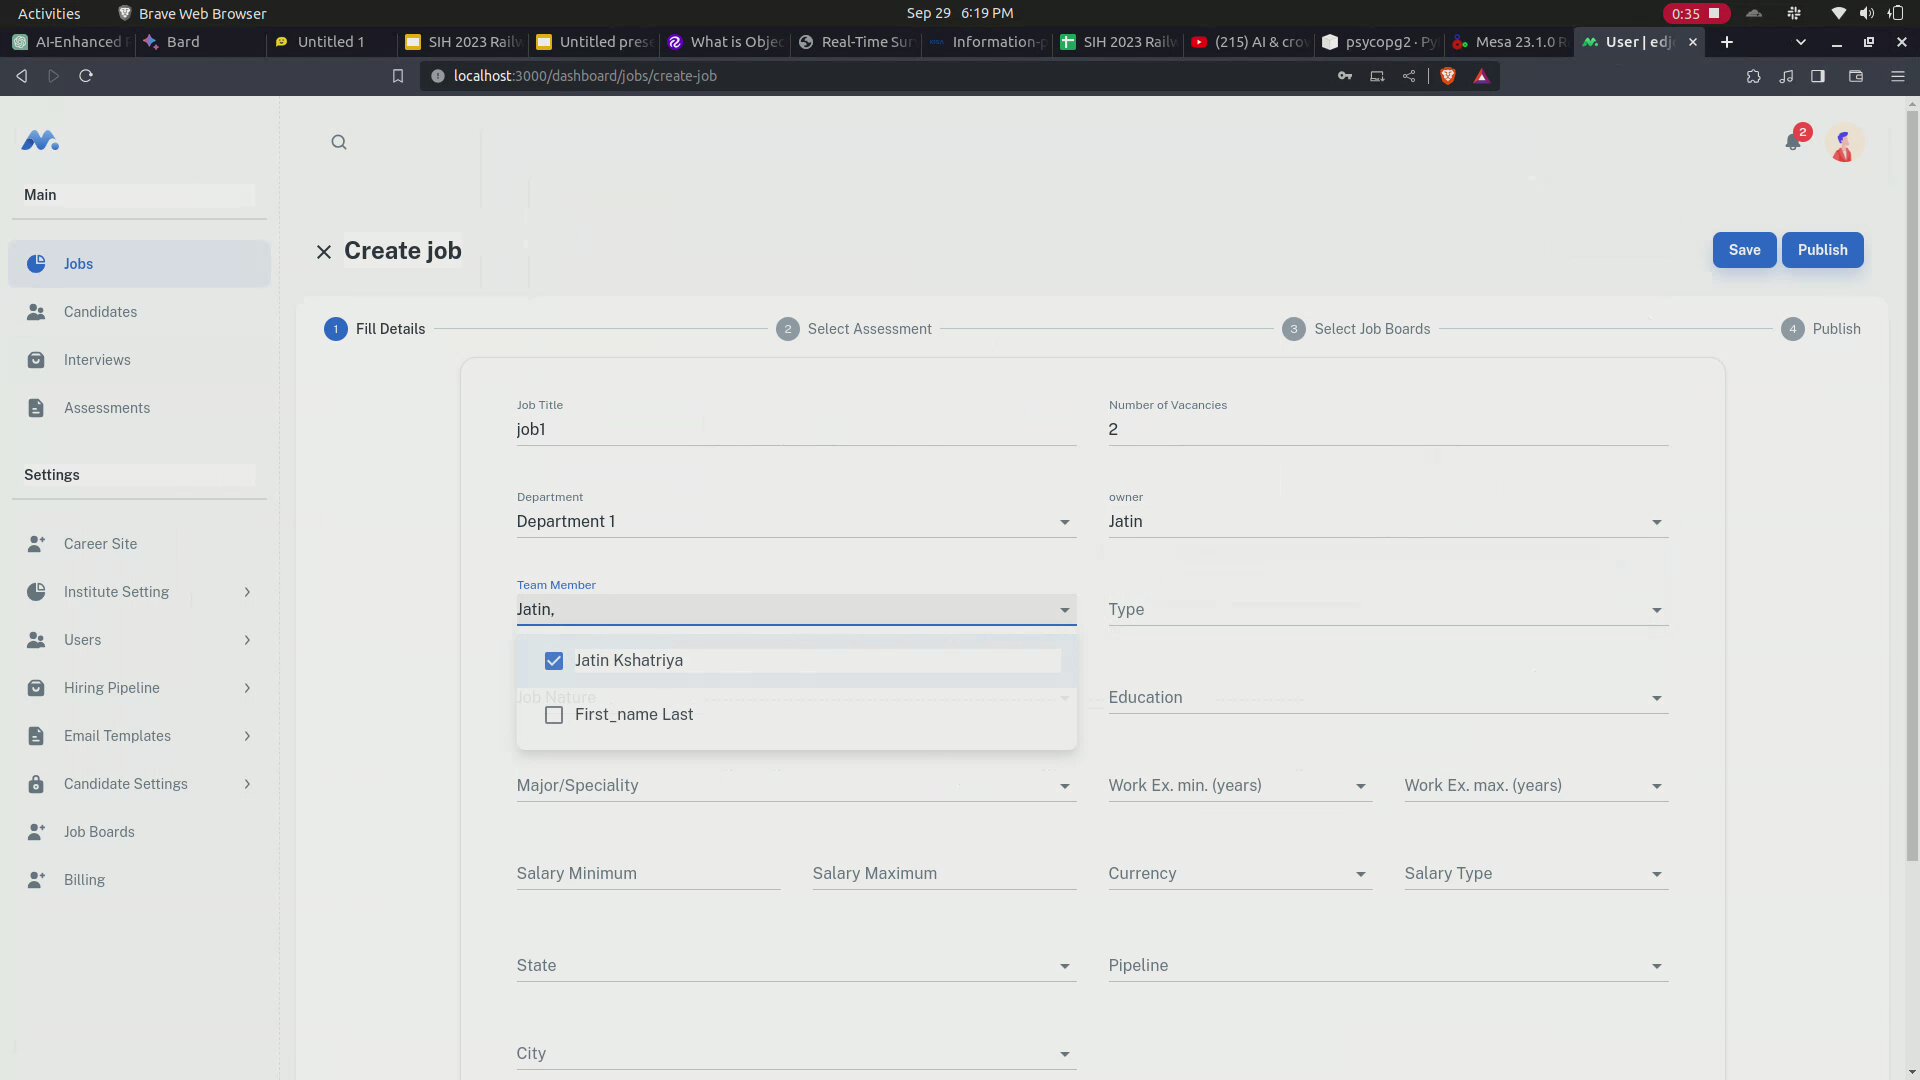 Activities Brave Web Browser Sep 29 6:19 PM 0:35
AI-Enhanced Bard Untitled 1 SIH 2023 Railw Untitled prese What is Objec Real-Time Sur Information-p SIH 2023 Railw (215) AI & crow psycopg2 · Py Mesa 23.1.0 R User | edj
localhost:3000/dashboard/jobs/create-job
2
Main
Create job Save Publish
Jobs
Candidates
Interviews
Assessments
Settings
Career Site
Institute Setting
Users
Hiring Pipeline
Email Templates
Candidate Settings
Job Boards
Billing
1 Fill Details 2 Select Assessment 3 Select Job Boards 4 Publish
Job Title Number of Vacancies
job1 2
Department owner
Department 1 Jatin
Team Member
Jatin, Type
Jatin Kshatriya
Job Nature Education
First_name Last
Major/Speciality Work Ex. min. (years) Work Ex. max. (years)
Salary Minimum Salary Maximum Currency Salary Type
State Pipeline
City